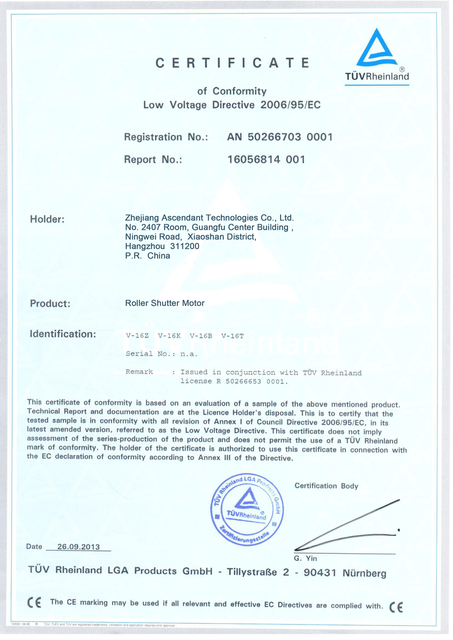 CERTIFICATE
TÜVRheinland
®
of Conformity
Low Voltage Directive 2006/95/EC
Registration No.: AN 50266703 0001
Report No.: 16056814 001
Holder: Zhejiang Ascendant Technologies Co., Ltd.
No. 2407 Room, Guangfu Center Building ,
Ningwei Road, Xiaoshan District,
Hangzhou 311200
P.R. China
Product: Roller Shutter Motor
Identification: V-16Z V-16K V-16B V-16T
TÜVRheinland
Serial No.: n.a.
Remark : Issued in conjunction with TÜV Rheinland
license R 50266653 0001.
This certificate of conformity is based on an evaluation of a sample of the above mentioned product.
Technical Report and documentation are at the Licence Holder's disposal. This is to certify that the
tested sample is in conformity with all revision of Annex I of Council Directive 2006/95/EC, in its
latest amended version, referred to as the Low Voltage Directive. This certificate does not imply
assessment of the series-production of the product and does not permit the use of a TÜV Rheinland
mark of conformity. The holder of the certificate is authorized to use this certificate in connection with
the EC declaration of conformity according to Annex III of the Directive.
TÜV Rheinland LGA Products GmbH
TÜVRheinland
Zertifizierungsstelle
Certification Body
Date 26.09.2013
G. Yin
TÜV Rheinland LGA Products GmbH - Tillystraße 2 - 90431 Nürnberg
CE The CE marking may be used if all relevant and effective EC Directives are complied with. CE